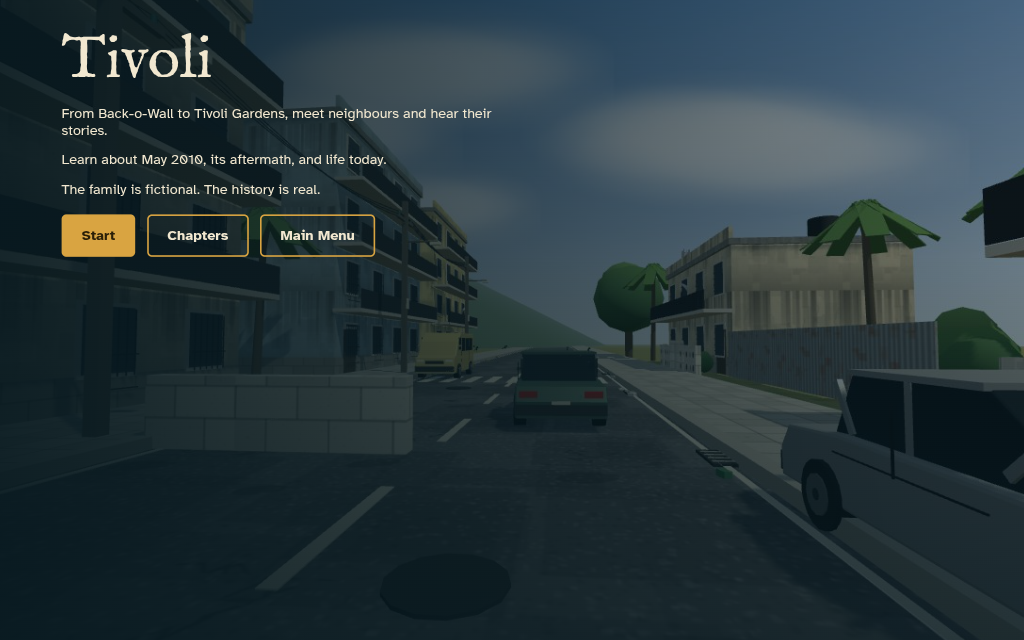 Tivoli
From Back-o-Wall to Tivoli Gardens, meet neighbours and hear their
stories.
Learn about May 2010, its aftermath, and life today.
The family is fictional. The history is real.
Start
Chapters
Main Menu